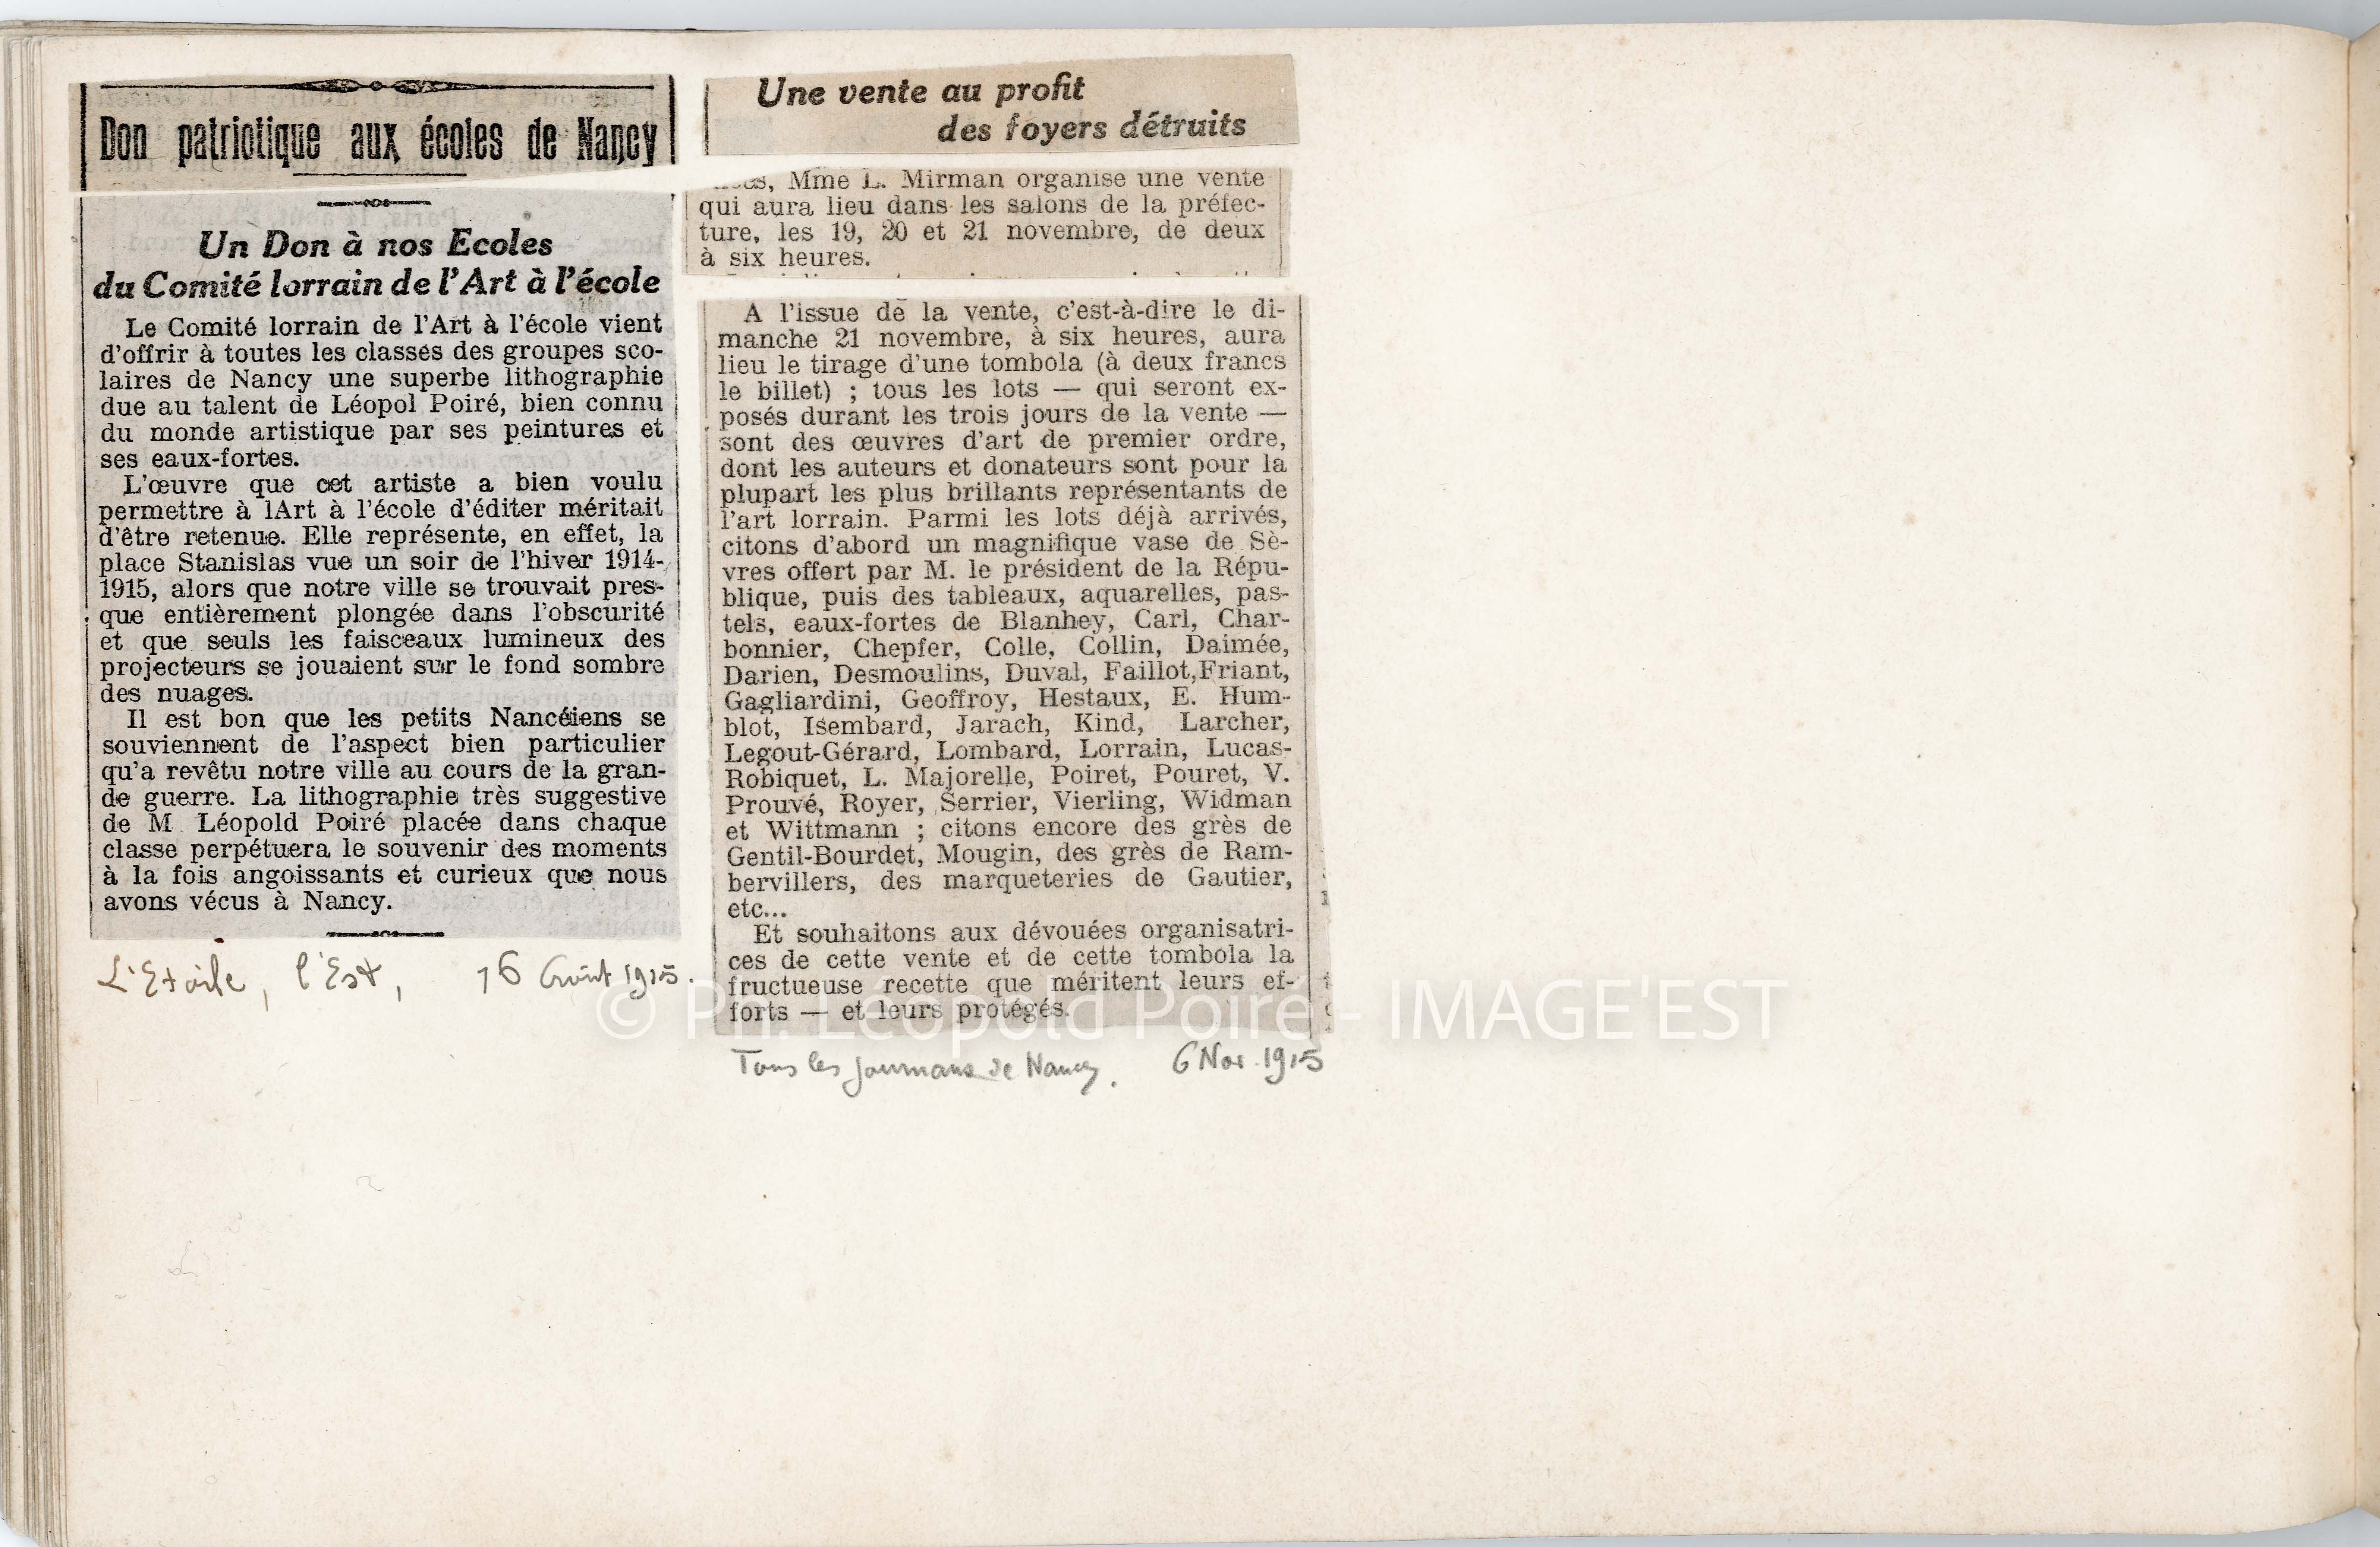 Don patriotique aux écoles de Nancy
Un Don à nos Ecoles
du Comité lorrain de l'Art à l'école
Le Comité lorrain de l'Art à l'école vient
d'offrir à toutes les classes des groupes sco-
laires de Nancy une superbe lithographie
due au talent de Léopol Poiré, bien connu
du monde artistique par ses peintures et
ses eaux-fortes.
L'œuvre que cet artiste a bien voulu
permettre à lArt à l'école d'éditer méritait
d'être retenue. Elle représente, en effet, la
place Stanislas vue un soir de l'hiver 1914-
1915, alors que notre ville se trouvait pres-
que entièrement plongée dans l'obscurité
et que seuls les faisceaux lumineux des
projecteurs se jouaient sur le fond sombre
des nuages.
Il est bon que les petits Nancéiens se
souviennent de l'aspect bien particulier
qu'a revêtu notre ville au cours de la gran-
de guerre. La lithographie très suggestive
de M Léopold Poiré placée dans chaque
classe perpétuera le souvenir des moments
à la fois angoissants et curieux que nous
avons vécus à Nancy.
L'Etoile, l'Est, 16 Août 1915.
Une vente au profit
des foyers détruits
Mme L. Mirman organise une vente
qui aura lieu dans les salons de la préfec-
ture, les 19, 20 et 21 novembre, de deux
à six heures.
A l'issue de la vente, c'est-à-dire le di-
manche 21 novembre, à six heures, aura
lieu le tirage d'une tombola (à deux francs
le billet) ; tous les lots — qui seront ex-
posés durant les trois jours de la vente —
sont des œuvres d'art de premier ordre,
dont les auteurs et donateurs sont pour la
plupart les plus brillants représentants de
l'art lorrain. Parmi les lots déjà arrivés,
citons d'abord un magnifique vase de Sè-
vres offert par M. le président de la Répu-
blique, puis des tableaux, aquarelles, pas-
tels, eaux-fortes de Blanhey, Carl, Char-
bonnier, Chepfer, Colle, Collin, Daimée,
Darien, Desmoulins, Duval, Faillot,Friant,
Gagliardini, Geoffroy, Hestaux, E. Hum-
blot, Isembard, Jarach, Kind, Larcher,
Legout-Gérard, Lombard, Lorrain, Lucas-
Robiquet, L. Majorelle, Poiret, Pouret, V.
Prouvé, Royer, Serrier, Vierling, Widman
et Wittmann ; citons encore des grès de
Gentil-Bourdet, Mougin, des grès de Ram-
bervillers, des marqueteries de Gautier,
etc...
Et souhaitons aux dévouées organisatri-
ces de cette vente et de cette tombola la
fructueuse recette que méritent leurs ef-
forts — et leurs protégés.
Tous les journaux de Nancy. 6 Nov. 1915
© Ph. Léopold Poiré - IMAGE'EST